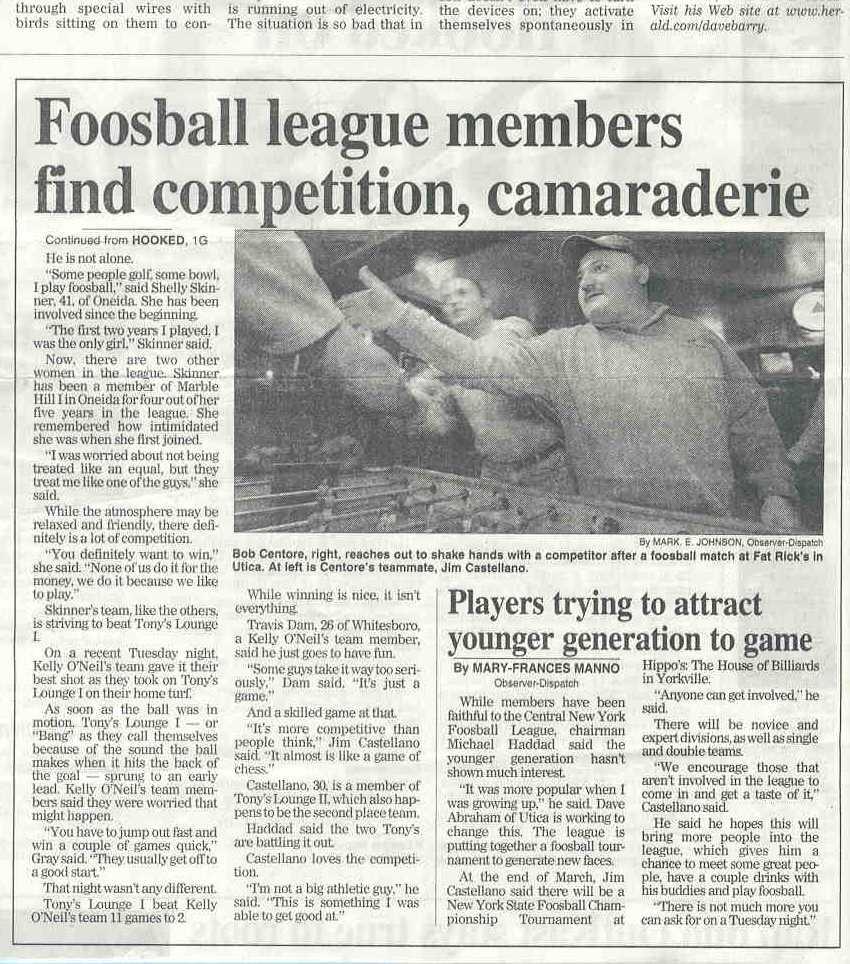 through special wires with
birds sitting on them to con-
is running out of electricity.
The situation is so bad that in
the devices on; they activate
themselves spontaneously in
Visit his Web site at www.her-
ald.com/davebarry.
Foosball league members
find competition, camaraderie
Continued from HOOKED, 1G
He is not alone.
“Some people golf, some bowl,
I play foosball,” said Shelly Skin-
ner, 41, of Oneida. She has been
involved since the beginning.
“The first two years I played, I
was the only girl,” Skinner said.
Now, there are two other
women in the league. Skinner
has been a member of Marble
Hill I in Oneida for four out of her
five years in the league. She
remembered how intimidated
she was when she first joined.
“I was worried about not being
treated like an equal, but they
treat me like one of the guys,” she
said.
While the atmosphere may be
relaxed and friendly, there defi-
nitely is a lot of competition.
“You definitely want to win,”
she said. “None of us do it for the
money, we do it because we like
to play.”
Skinner's team, like the others,
is striving to beat Tony's Lounge
I.
On a recent Tuesday night,
Kelly O'Neil's team gave it their
best shot as they took on Tony's
Lounge I on their home turf.
As soon as the ball was in
motion, Tony's Lounge I — or
“Bang” as they call themselves
because of the sound the ball
makes when it hits the back of
the goal — sprung to an early
lead. Kelly O'Neil's team mem-
bers said they were worried that
might happen.
“You have to jump out fast and
win a couple of games quick,”
Gray said. “They usually get off to
a good start.”
That night wasn't any different.
Tony's Lounge I beat Kelly
O'Neil's team 11 games to 2.
By MARK. E. JOHNSON, Observer-Dispatch
Bob Centore, right, reaches out to shake hands with a competitor after a foosball match at Fat Rick's in
Utica. At left is Centore's teammate, Jim Castellano.
While winning is nice, it isn't
everything.
Travis Dam, 26 of Whitesboro,
a Kelly O'Neil's team member,
said he just goes to have fun.
“Some guys take it way too seri-
ously,” Dam said. “It's just a
game.”
And a skilled game at that.
“It's more competitive than
people think,” Jim Castellano
said. “It almost is like a game of
chess.”
Castellano, 30, is a member of
Tony's Lounge II, which also hap-
pens to be the second place team.
Haddad said the two Tony's
are battling it out.
Castellano loves the competi-
tion.
“I'm not a big athletic guy,” he
said. “This is something I was
able to get good at.”
Players trying to attract
younger generation to game
By MARY-FRANCES MANNO
Observer-Dispatch
While members have been
faithful to the Central New York
Foosball League, chairman
Michael Haddad said the
younger generation hasn't
shown much interest.
“It was more popular when I
was growing up,” he said. Dave
Abraham of Utica is working to
change this. The league is
putting together a foosball tour-
nament to generate new faces.
At the end of March, Jim
Castellano said there will be a
New York State Foosball Cham-
pionship Tournament at
Hippo's: The House of Billiards
in Yorkville.
“Anyone can get involved,” he
said.
There will be novice and
expert divisions, as well as single
and double teams.
“We encourage those that
aren't involved in the league to
come in and get a taste of it,”
Castellano said.
He said he hopes this will
bring more people into the
league, which gives him a
chance to meet some great peo-
ple, have a couple drinks with
his buddies and play foosball.
“There is not much more you
can ask for on a Tuesday night.”